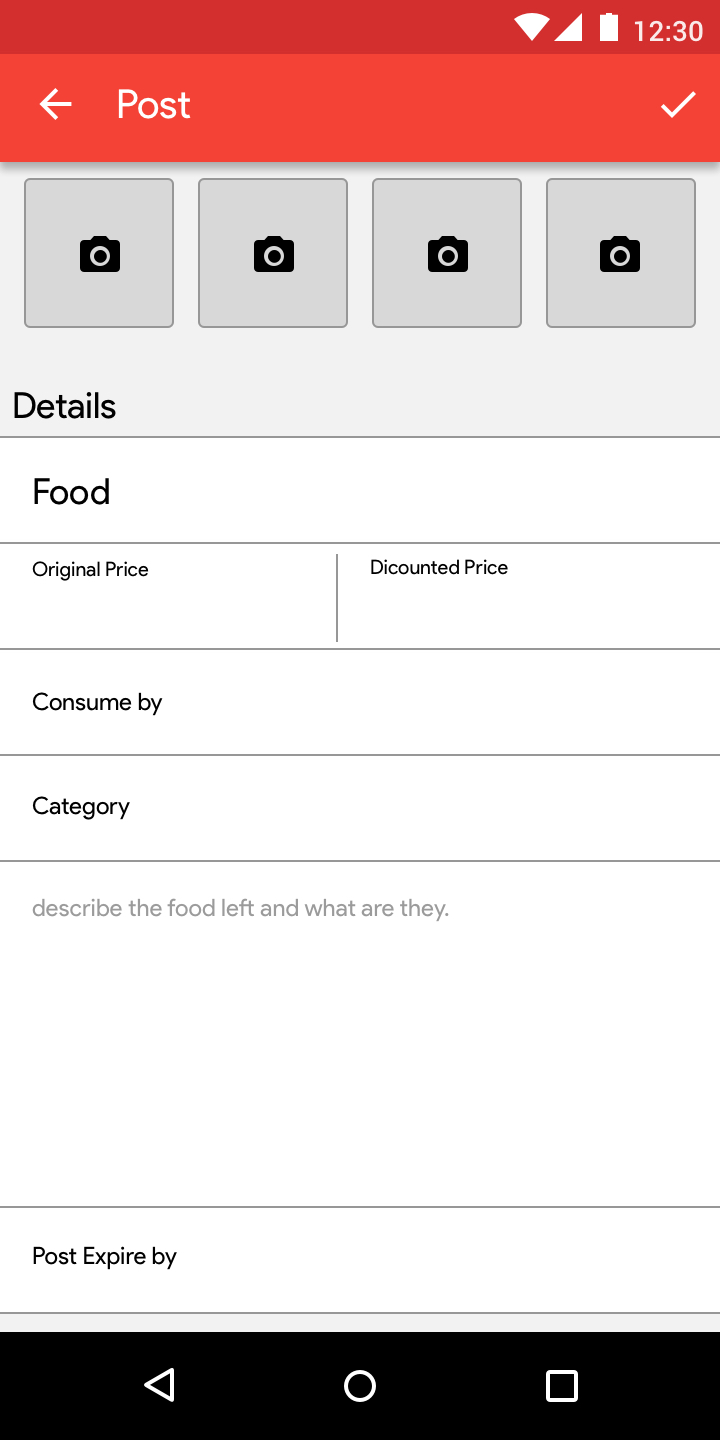 12:30
Post
Details
Food
Original Price
Dicounted Price
Consume by
Category
describe the food left and what are they.
Post Expire by